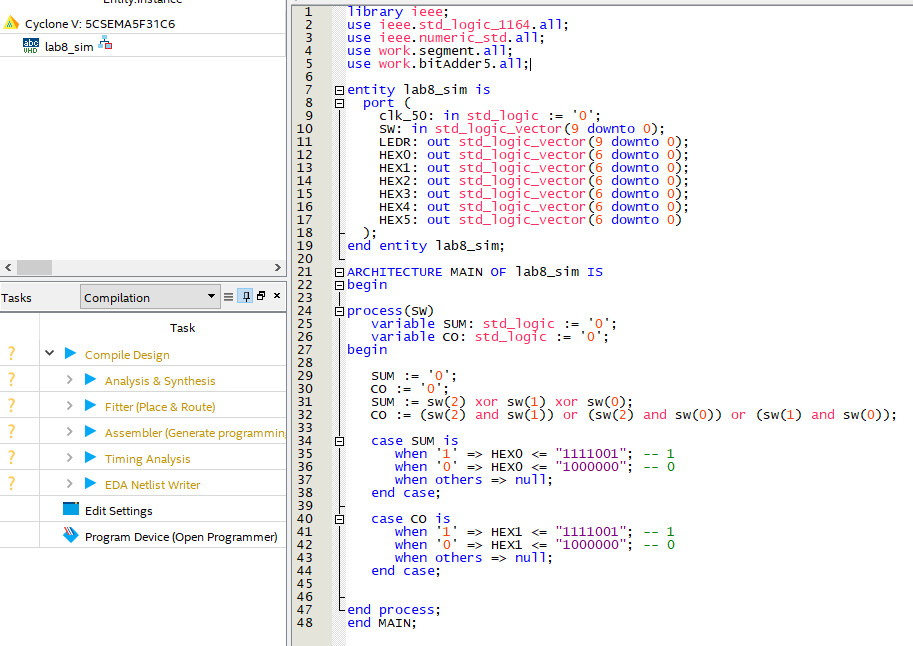 Entity:Instance
Cyclone V: 5CSEMA5F31C6
abc
VHD
lab8_sim
Tasks
Compilation
Task
? Compile Design
? Analysis & Synthesis
? Fitter (Place & Route)
? Assembler (Generate programmin
? Timing Analysis
? EDA Netlist Writer
Edit Settings
Program Device (Open Programmer)
1 library ieee;
2 use ieee.std_logic_1164.all;
3 use ieee.numeric_std.all;
4 use work.segment.all;
5 use work.bitAdder5.all;
6
7 entity lab8_sim is
8 port (
9 clk_50: in std_logic := '0';
10 SW: in std_logic_vector(9 downto 0);
11 LEDR: out std_logic_vector(9 downto 0);
12 HEX0: out std_logic_vector(6 downto 0);
13 HEX1: out std_logic_vector(6 downto 0);
14 HEX2: out std_logic_vector(6 downto 0);
15 HEX3: out std_logic_vector(6 downto 0);
16 HEX4: out std_logic_vector(6 downto 0);
17 HEX5: out std_logic_vector(6 downto 0)
18 );
19 end entity lab8_sim;
20
21 ARCHITECTURE MAIN OF lab8_sim IS
22 begin
23
24 process(SW)
25 variable SUM: std_logic := '0';
26 variable CO: std_logic := '0';
27 begin
28
29 SUM := '0';
30 CO := '0';
31 SUM := sw(2) xor sw(1) xor sw(0);
32 CO := (sw(2) and sw(1)) or (sw(2) and sw(0)) or (sw(1) and sw(0));
33
34 case SUM is
35 when '1' => HEX0 <= "1111001"; -- 1
36 when '0' => HEX0 <= "1000000"; -- 0
37 when others => null;
38 end case;
39
40 case CO is
41 when '1' => HEX1 <= "1111001"; -- 1
42 when '0' => HEX1 <= "1000000"; -- 0
43 when others => null;
44 end case;
45
46
47 end process;
48 end MAIN;